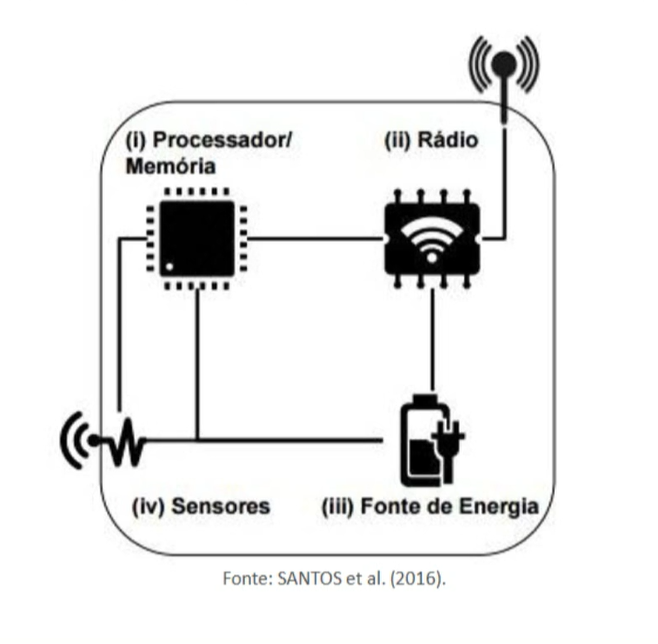 (i) Processador/
Memória
(ii) Rádio
(iv) Sensores
(iii) Fonte de Energia
Fonte: SANTOS et al. (2016).